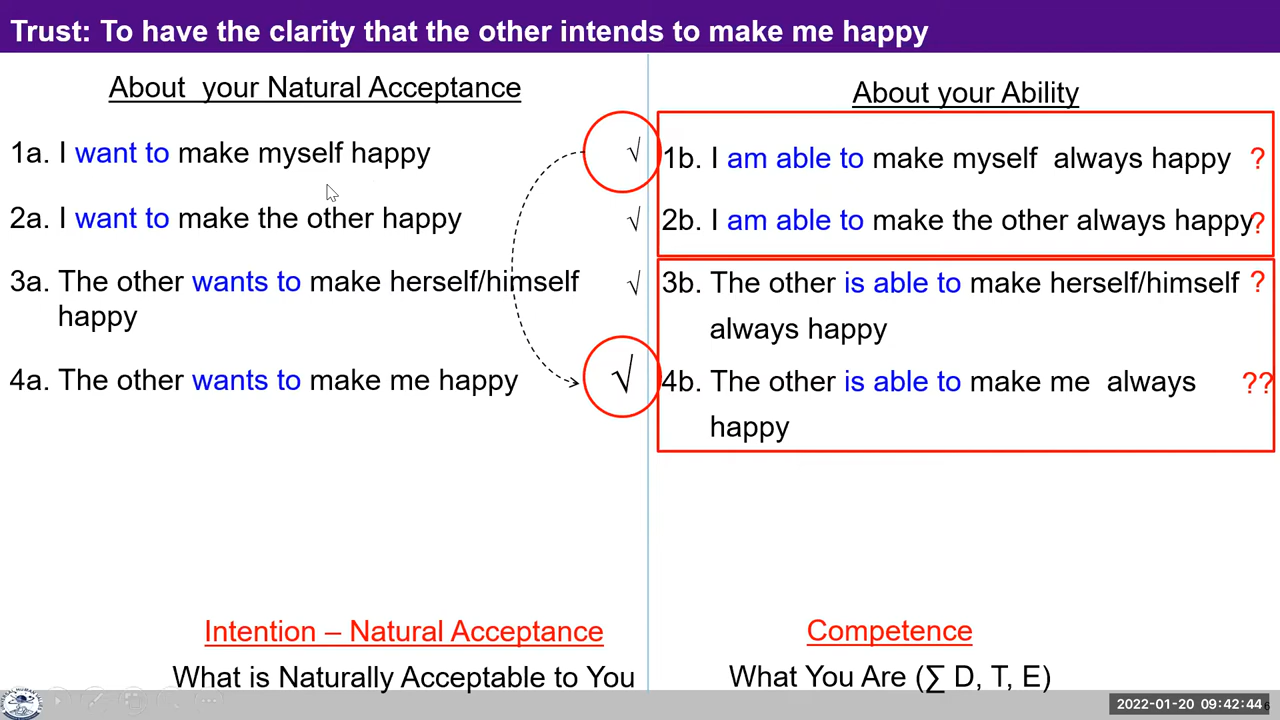 Trust: To have the clarity that the other intends to make me happy
About your Natural Acceptance
1a. I want to make myself happy √
2a. I want to make the other happy √
3a. The other wants to make herself/himself √
happy
4a. The other wants to make me happy √
About your Ability
1b. I am able to make myself always happy ?
2b. I am able to make the other always happy?
3b. The other is able to make herself/himself ?
always happy
4b. The other is able to make me always ??
happy
Intention – Natural Acceptance
What is Naturally Acceptable to You
Competence
What You Are (∑ D, T, E)
2022-01-20 09:42:44
6